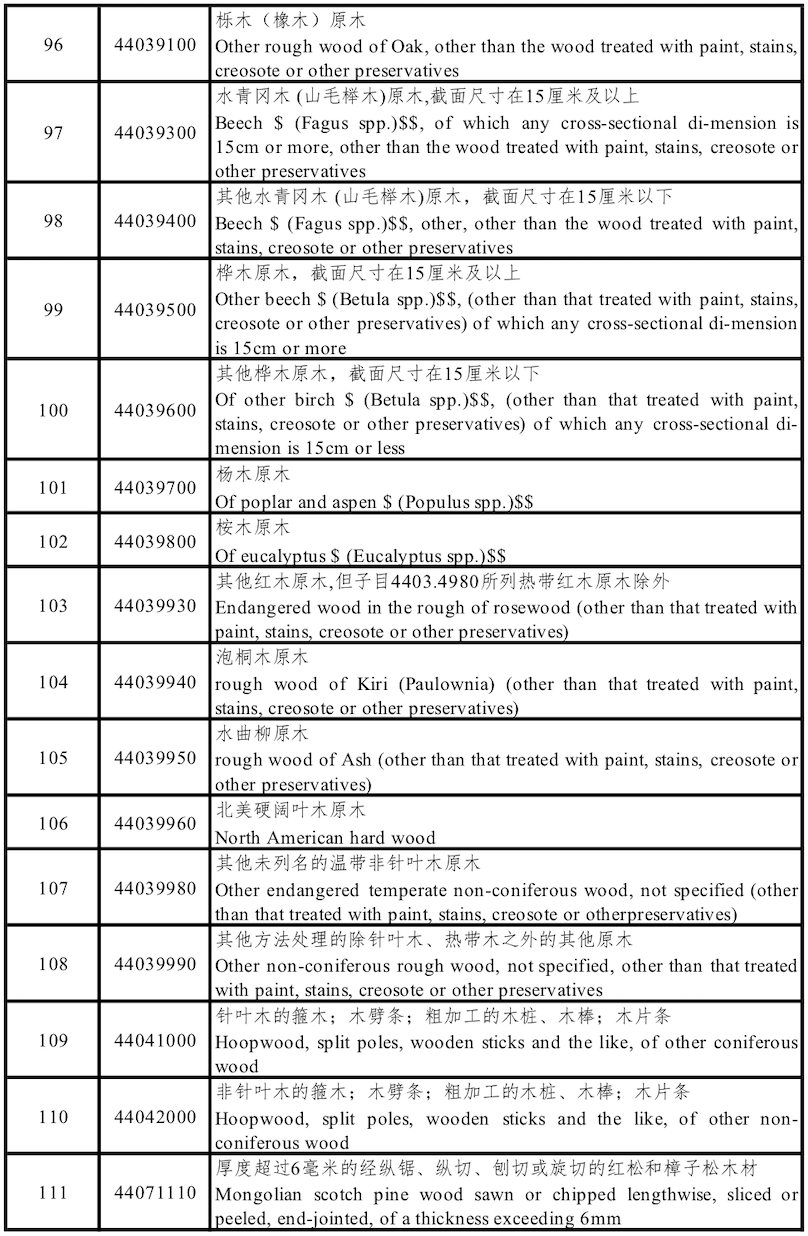 96
44039100
栎木（橡木）原木
Other rough wood of Oak, other than the wood treated with paint, stains,
creosote or other preservatives
97
44039300
水青冈木 (山毛榉木)原木,截面尺寸在15厘米及以上
Beech $ (Fagus spp.)$$, of which any cross-sectional di-mension is
15cm or more, other than the wood treated with paint, stains, creosote or
other preservatives
98
44039400
其他水青冈木 (山毛榉木)原木，截面尺寸在15厘米以下
Beech $ (Fagus spp.)$$, other, other than the wood treated with paint,
stains, creosote or other preservatives
99
44039500
桦木原木，截面尺寸在15厘米及以上
Other beech $ (Betula spp.)$$, (other than that treated with paint, stains,
creosote or other preservatives) of which any cross-sectional di-mension
is 15cm or more
100
44039600
其他桦木原木，截面尺寸在15厘米以下
Of other birch $ (Betula spp.)$$, (other than that treated with paint,
stains, creosote or other preservatives) of which any cross-sectional di-
mension is 15cm or less
101
44039700
杨木原木
Of poplar and aspen $ (Populus spp.)$$
102
44039800
桉木原木
Of eucalyptus $ (Eucalyptus spp.)$$
103
44039930
其他红木原木,但子目4403.4980所列热带红木原木除外
Endangered wood in the rough of rosewood (other than that treated with
paint, stains, creosote or other preservatives)
104
44039940
泡桐木原木
rough wood of Kiri (Paulownia) (other than that treated with paint,
stains, creosote or other preservatives)
105
44039950
水曲柳原木
rough wood of Ash (other than that treated with paint, stains, creosote or
other preservatives)
106
44039960
北美硬阔叶木原木
North American hard wood
107
44039980
其他未列名的温带非针叶木原木
Other endangered temperate non-coniferous wood, not specified (other
than that treated with paint, stains, creosote or otherpreservatives)
108
44039990
其他方法处理的除针叶木、热带木之外的其他原木
Other non-coniferous rough wood, not specified, other than that treated
with paint, stains, creosote or other preservatives
109
44041000
针叶木的箍木；木劈条；粗加工的木桩、木棒；木片条
Hoopwood, split poles, wooden sticks and the like, of other coniferous
wood
110
44042000
非针叶木的箍木；木劈条；粗加工的木桩、木棒；木片条
Hoopwood, split poles, wooden sticks and the like, of other non-
coniferous wood
111
44071110
厚度超过6毫米的经纵锯、纵切、刨切或旋切的红松和樟子松木材
Mongolian scotch pine wood sawn or chipped lengthwise, sliced or
peeled, end-jointed, of a thickness exceeding 6mm